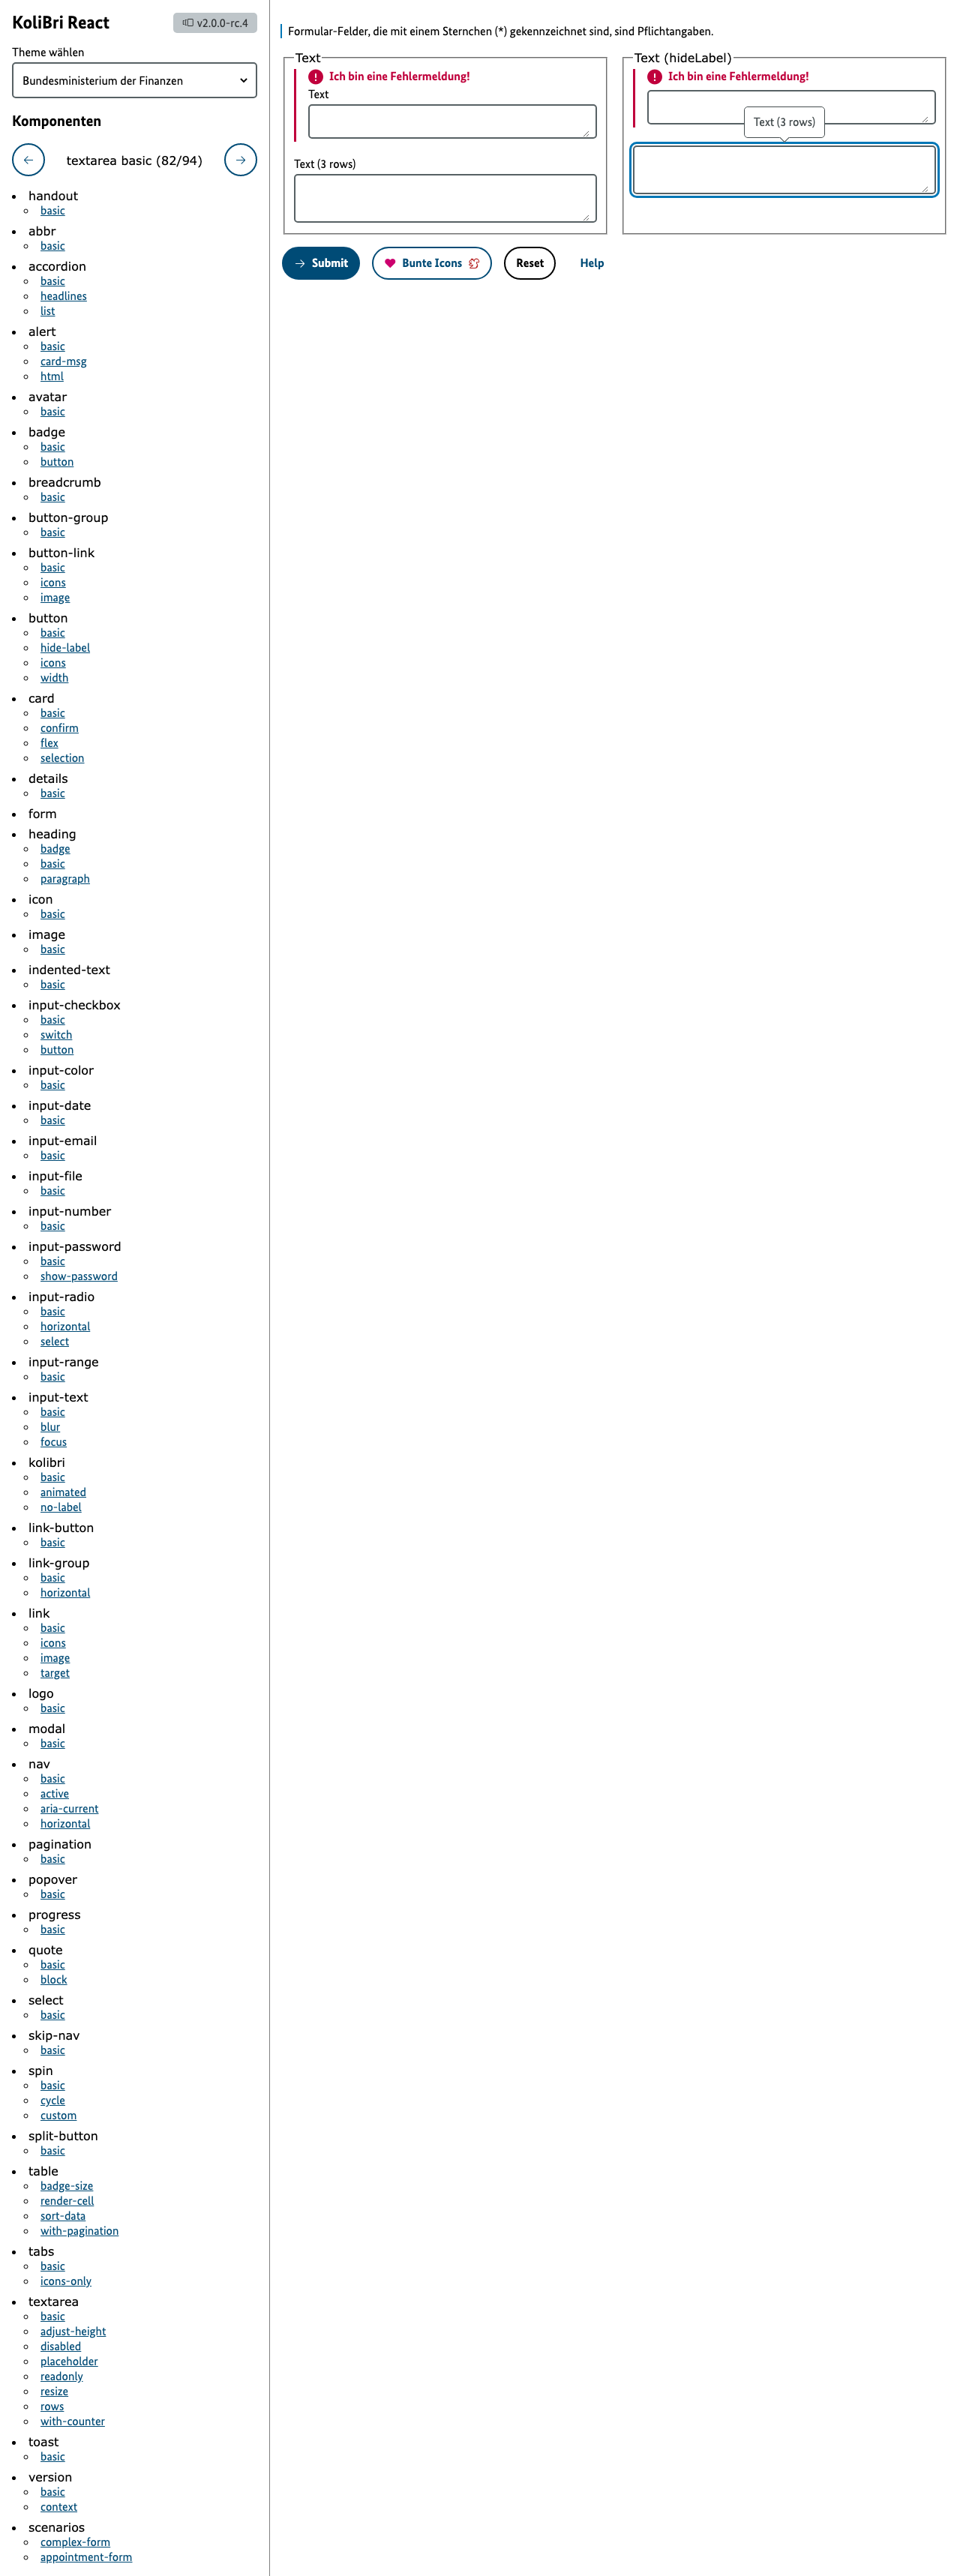 KoliBri React
v2.0.0-rc.4
Theme wählen
Bundesministerium der Finanzen
Komponenten
textarea basic (82/94)
handout
basic
abbr
basic
accordion
basic
headlines
list
alert
basic
card-msg
html
avatar
basic
badge
basic
button
breadcrumb
basic
button-group
basic
button-link
basic
icons
image
button
basic
hide-label
icons
width
card
basic
confirm
flex
selection
details
basic
form
heading
badge
basic
paragraph
icon
basic
image
basic
indented-text
basic
input-checkbox
basic
switch
button
input-color
basic
input-date
basic
input-email
basic
input-file
basic
input-number
basic
input-password
basic
show-password
input-radio
basic
horizontal
select
input-range
basic
input-text
basic
blur
focus
kolibri
basic
animated
no-label
link-button
basic
link-group
basic
horizontal
link
basic
icons
image
target
logo
basic
modal
basic
nav
basic
active
aria-current
horizontal
pagination
basic
popover
basic
progress
basic
quote
basic
block
select
basic
skip-nav
basic
spin
basic
cycle
custom
split-button
basic
table
badge-size
render-cell
sort-data
with-pagination
tabs
basic
icons-only
textarea
basic
adjust-height
disabled
placeholder
readonly
resize
rows
with-counter
toast
basic
version
basic
context
scenarios
complex-form
appointment-form
Formular-Felder, die mit einem Sternchen (*) gekennzeichnet sind, sind Pflichtangaben.
Text
Ich bin eine Fehlermeldung!
Text
Text (3 rows)
Text (hideLabel)
Ich bin eine Fehlermeldung!
Text (3 rows)
Submit
Bunte Icons
Reset
Help